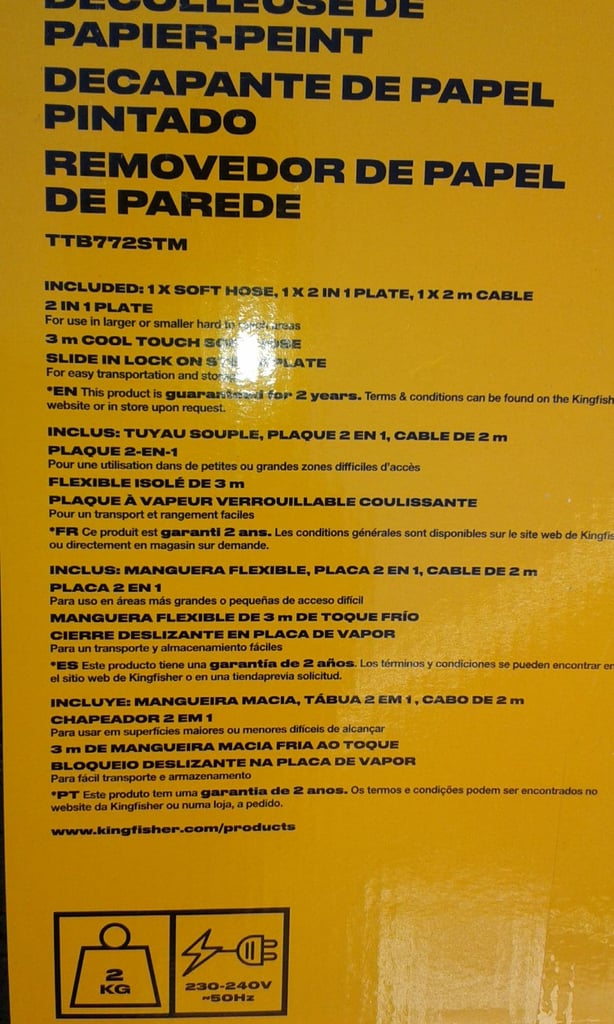 DÉCOLLEUSE DE
PAPIER-PEINT
DECAPANTE DE PAPEL
PINTADO
REMOVEDOR DE PAPEL
DE PAREDE
TTB772STM
INCLUDED: 1 X SOFT HOSE, 1 X 2 IN 1 PLATE, 1 X 2 m CABLE
2 IN 1 PLATE
For use in larger or smaller hard to areas
3 m COOL TOUCH
SLIDE IN LOCK ON PLATE
For easy transportation and
*EN This product is guaranteed for 2 years. Terms & conditions can be found on the
website or in store upon request.
INCLUS: TUYAU SOUPLE, PLAQUE 2 EN 1, CABLE DE 2 m
PLAQUE 2-EN-1
Pour une utilisation dans de petites ou grandes zones difficiles d'accès
FLEXIBLE ISOLÉ DE 3 m
PLAQUE À VAPEUR VERROUILLABLE COULISSANTE
Pour un transport et rangement faciles
*FR Ce produit est garanti 2 ans. Les conditions générales sont disponibles sur le site web de
ou directement en magasin sur demande.
INCLUS: MANGUERA FLEXIBLE, PLACA 2 EN 1, CABLE DE 2 m
PLACA 2 EN 1
Para uso en áreas más grandes o pequeñas de acceso difícil
MANGUERA FLEXIBLE DE 3 m DE TOQUE FRÍO
CIERRE DESLIZANTE EN PLACA DE VAPOR
Para un transporte y almacenamiento fáciles
*ES Este producto tiene una garantía de 2 años. Los términos y condiciones se pueden encontrar en
el sitio web de Kingfisher o en una tiendaprevia solicitud.
INCLUYE: MANGUEIRA MACIA, TÁBUA 2 EM 1, CABO DE 2 m
CHAPEADOR 2 EM 1
Para usar em superfícies maiores ou menores difíceis de alcançar
3 m DE MANGUEIRA MACIA FRIA AO TOQUE
BLOQUEIO DESLIZANTE NA PLACA DE VAPOR
Para fácil transporte e armazenamento
*PT Este produto tem uma garantia de 2 anos. Os termos e condições podem ser encontrados no
website da Kingfisher ou numa loja, a pedido.
www.kingfisher.com/products
2
KG
230-240V
~50Hz